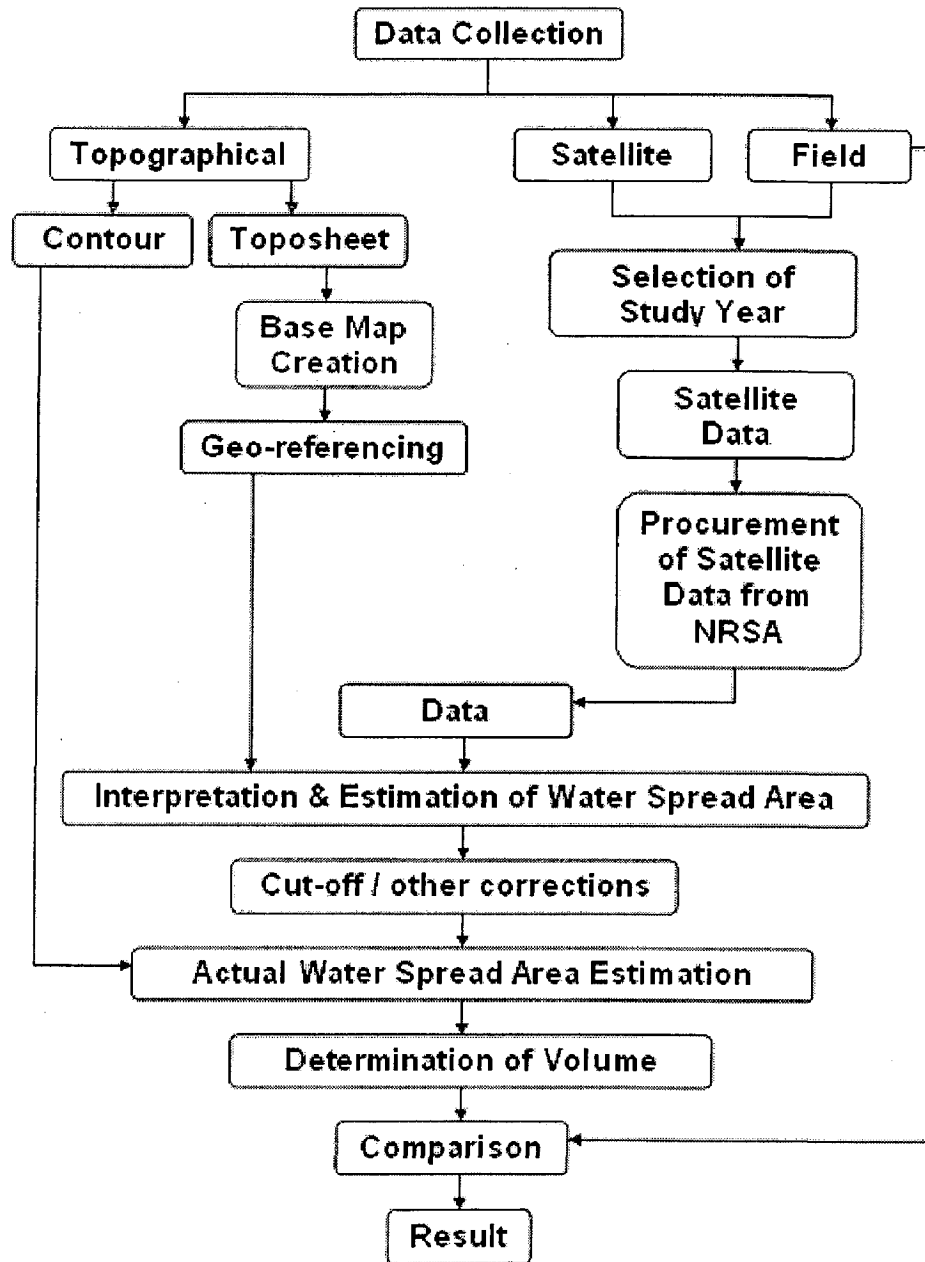 Data Collection
Topographical
Satellite
Field
Contour
Toposheet
Selection of
Study Year
Base Map
Creation
Satellite
Data
Geo-referencing
Procurement
of Satellite
Data from
NRSA
Data
Interpretation & Estimation of Water Spread Area
Cut-off / other corrections
Actual Water Spread Area Estimation
Determination of Volume
Comparison
Result